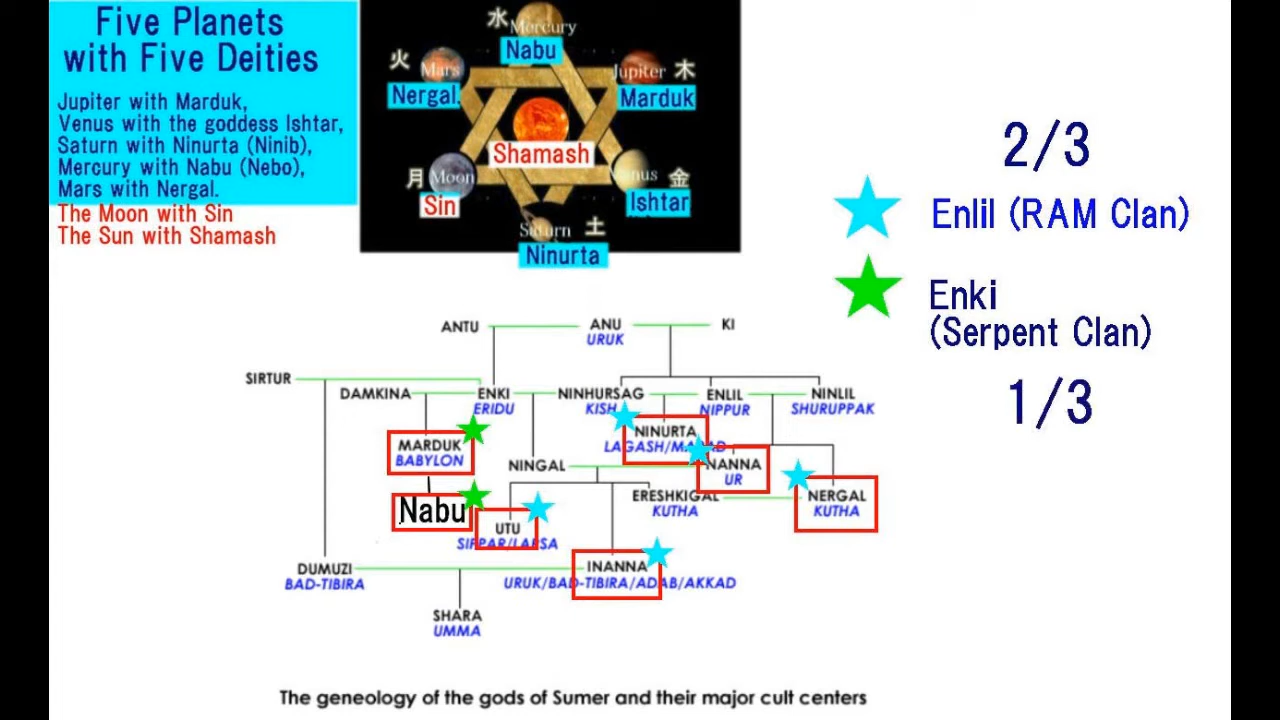 Five Planets
with Five Deities
Jupiter with Marduk,
Venus with the goddess Ishtar,
Saturn with Ninurta (Ninib),
Mercury with Nabu (Nebo),
Mars with Nergal.
The Moon with Sin
The Sun with Shamash
水 Mercury
Nabu
火 Mars
Nergal.
Jupiter 木
Marduk
Shamash
月 Moon
Sin
Venus 金
Ishtar
Saturn 土
Ninurta
2/3
Enlil (RAM Clan)
Enki
(Serpent Clan)
1/3
ANTU ANU KI
URUK
SIRTUR
DAMKINA ENKI NINHURSAG ENLIL NINLIL
ERIDU KISH NIPPUR SHURUPPAK
MARDUK
BABYLON
NINURTA
LAGASH/
NINGAL
NANNA
UR
ERESHKIGAL
KUTHA
NERGAL
KUTHA
Nabu
UTU
SIPPAR/LARSA
DUMUZI
BAD-TIBIRA
INANNA
URUK/BAD-TIBIRA/ADAB/AKKAD
SHARA
UMMA
The geneology of the gods of Sumer and their major cult centers